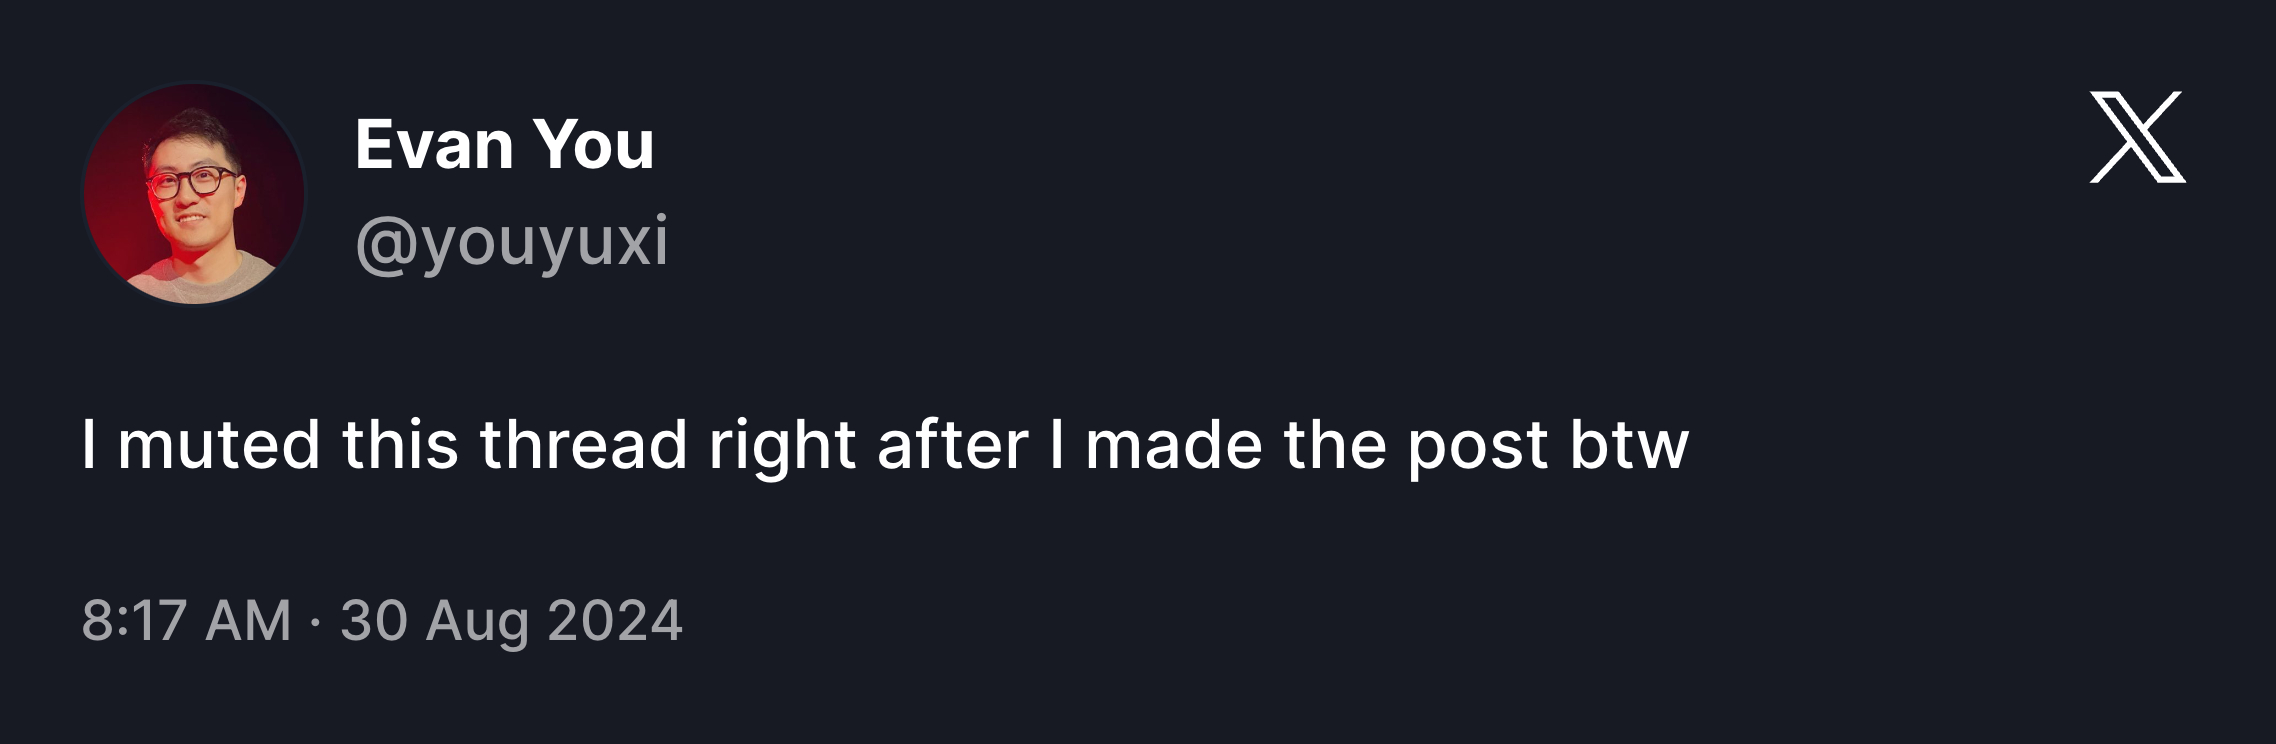 Evan You
@youyuxi
I muted this thread right after I made the post btw
8:17 AM · 30 Aug 2024